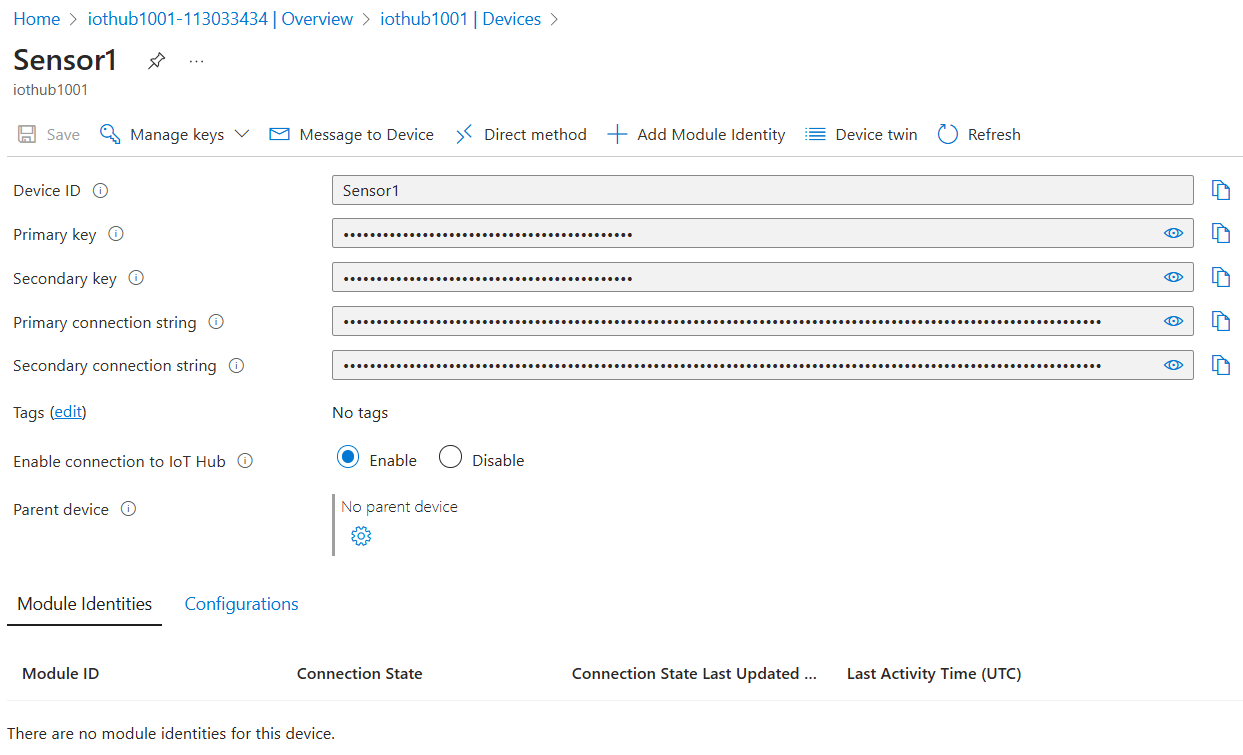 Home > iothub1001-113033434 | Overview > iothub1001 | Devices >
Sensor1 ...
iothub1001
Save Manage keys Message to Device Direct method Add Module Identity Device twin Refresh
Device ID Sensor1
Primary key ••••••••••••••••••••••••••••••••••••••••••••
Secondary key ••••••••••••••••••••••••••••••••••••••••••••
Primary connection string
Secondary connection string
Tags (edit) No tags
Enable connection to IoT Hub Enable Disable
Parent device No parent device
Module Identities Configurations
Module ID Connection State Connection State Last Updated ... Last Activity Time (UTC)
There are no module identities for this device.